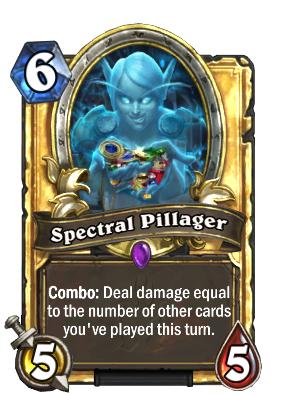 6
Spectral Pillager
Combo: Deal damage equal
to the number of other cards
you've played this turn.
5
5